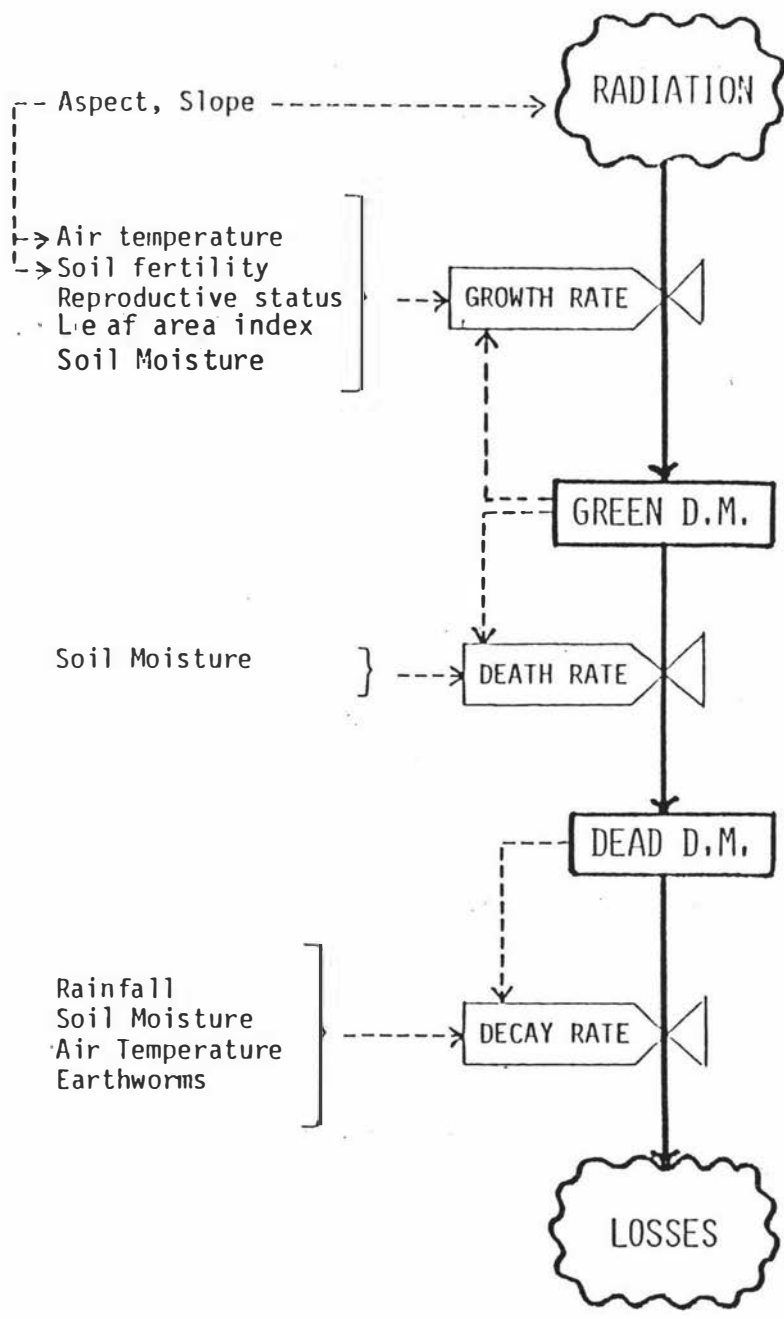 RADIATION
Aspect, Slope
Air temperature
Soil fertility
Reproductive status
Leaf area index
Soil Moisture
GROWTH RATE
GREEN D.M.
Soil Moisture
DEATH RATE
DEAD D.M.
Rainfall
Soil Moisture
Air Temperature
Earthworms
DECAY RATE
LOSSES